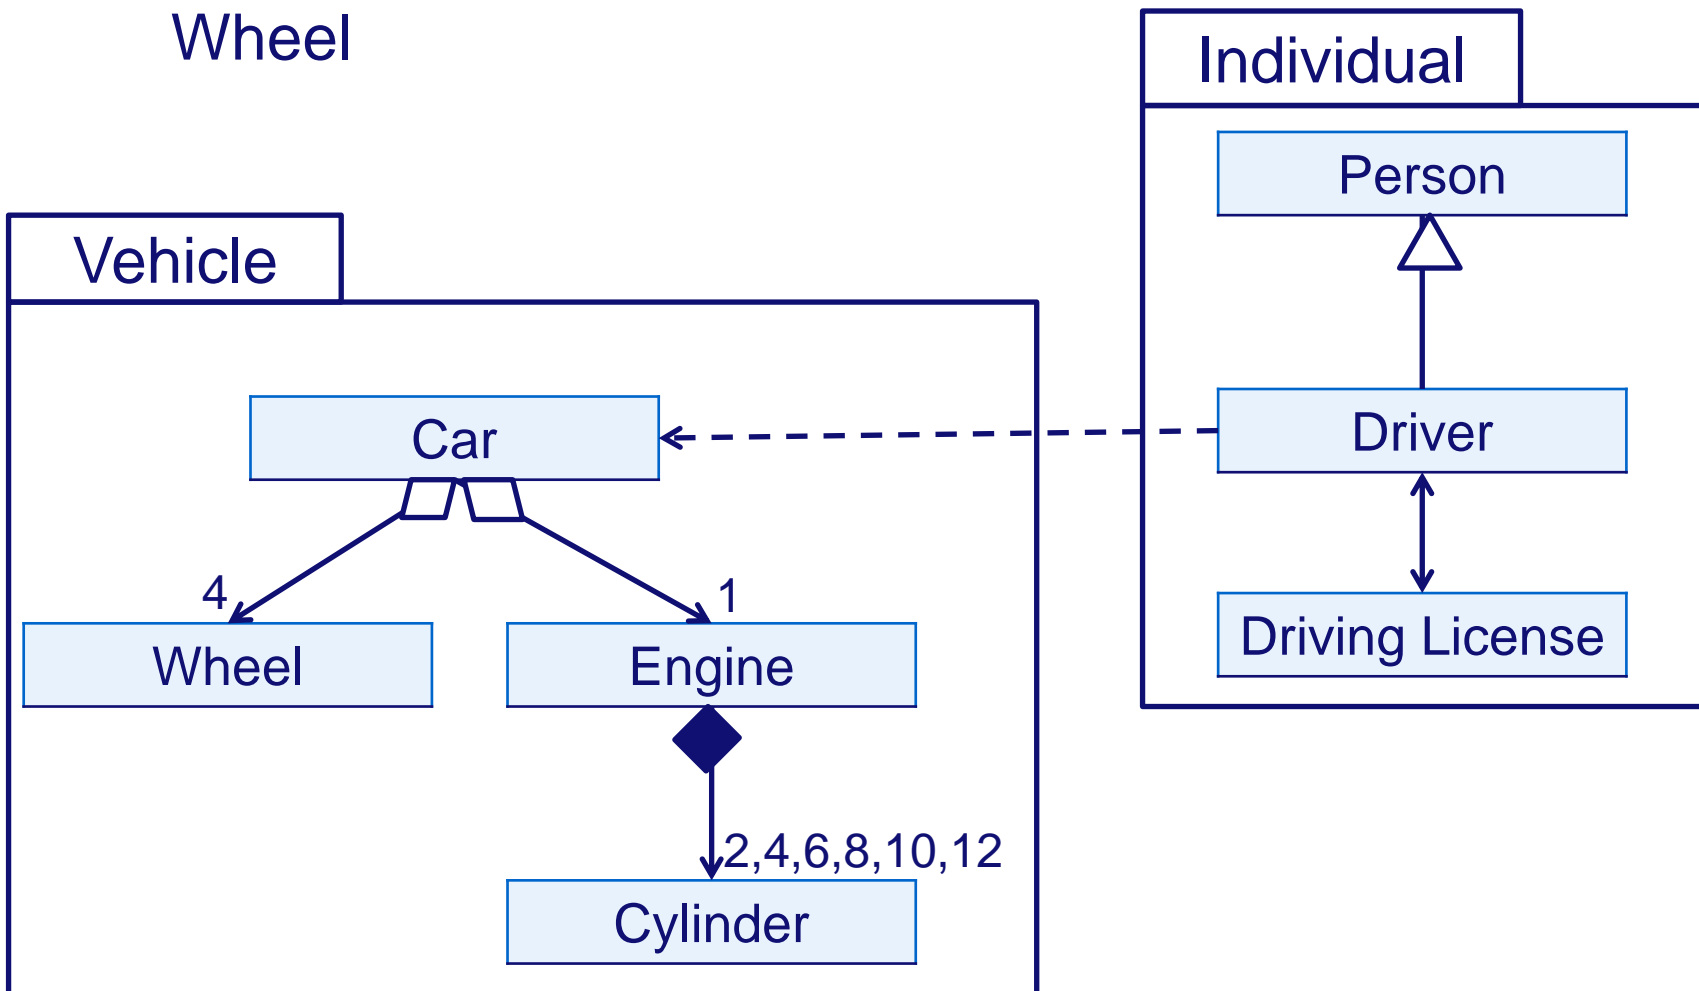 Wheel
Individual
Person
Vehicle
Car
Driver
4
1
Wheel
Engine
Driving License
2,4,6,8,10,12
Cylinder